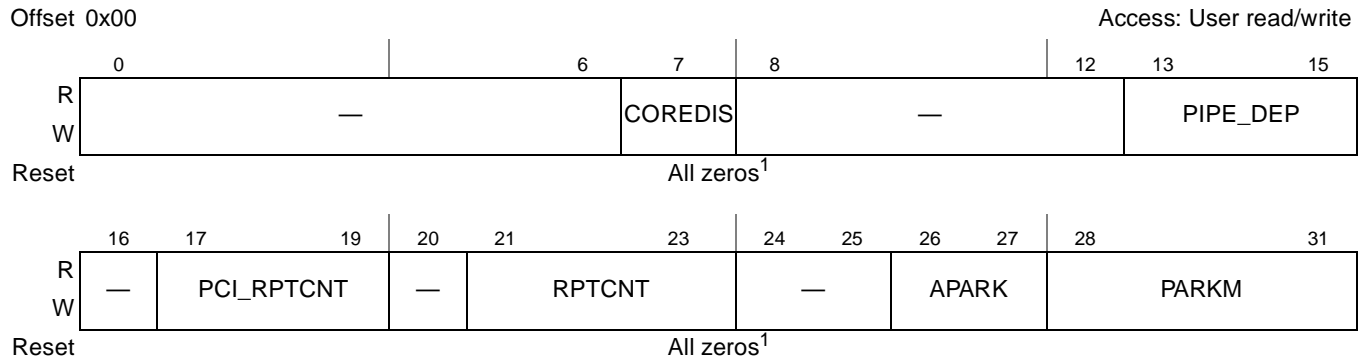 Offset 0x00 Access: User read/write
0 6 7 8 12 13 15
R
W
— COREDIS — PIPE_DEP
Reset All zeros1
16 17 19 20 21 23 24 25 26 27 28 31
R
W
— PCI_RPTCNT — RPTCNT — APARK PARKM
Reset All zeros1